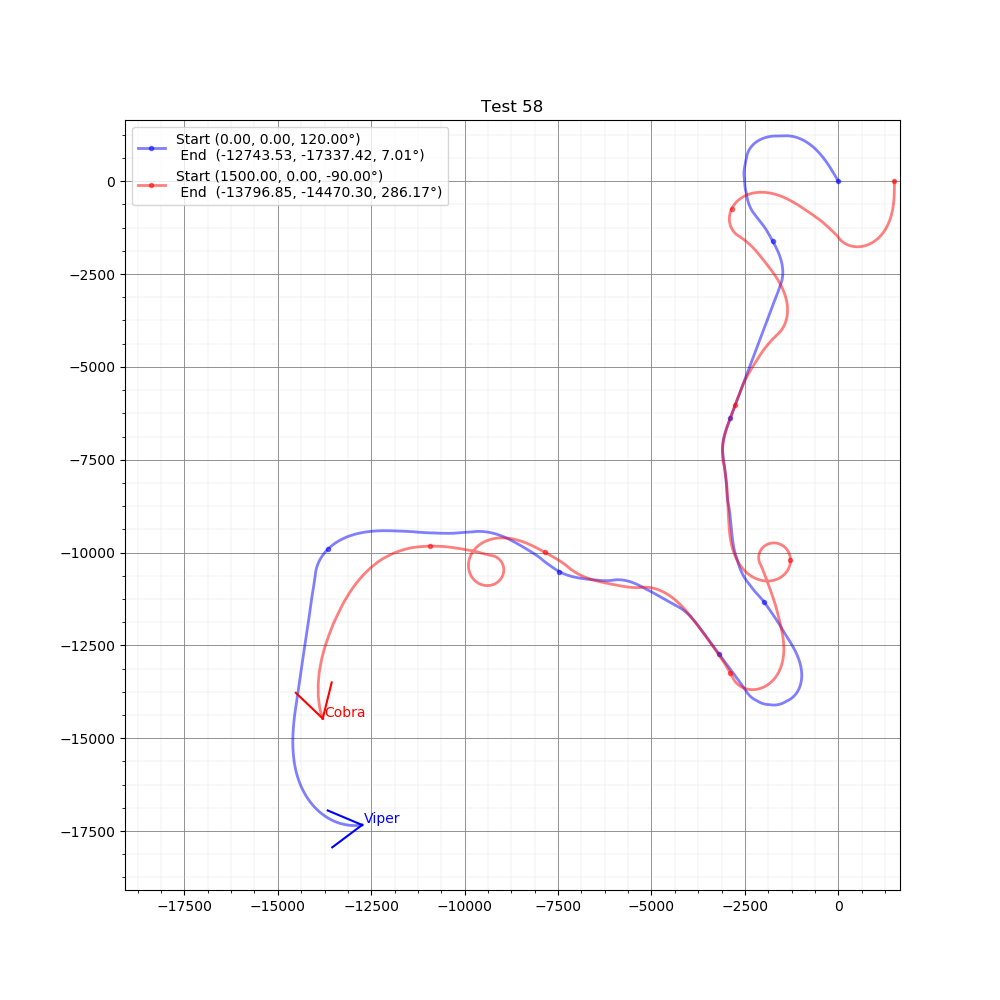 Test 58
Start (0.00, 0.00, 120.00°)
End (-12743.53, -17337.42, 7.01°)
Start (1500.00, 0.00, -90.00°)
End (-13796.85, -14470.30, 286.17°)
0
−2500
−5000
−7500
−10000
−12500
−15000
−17500
Cobra
Viper
−17500 −15000 −12500 −10000 −7500 −5000 −2500 0